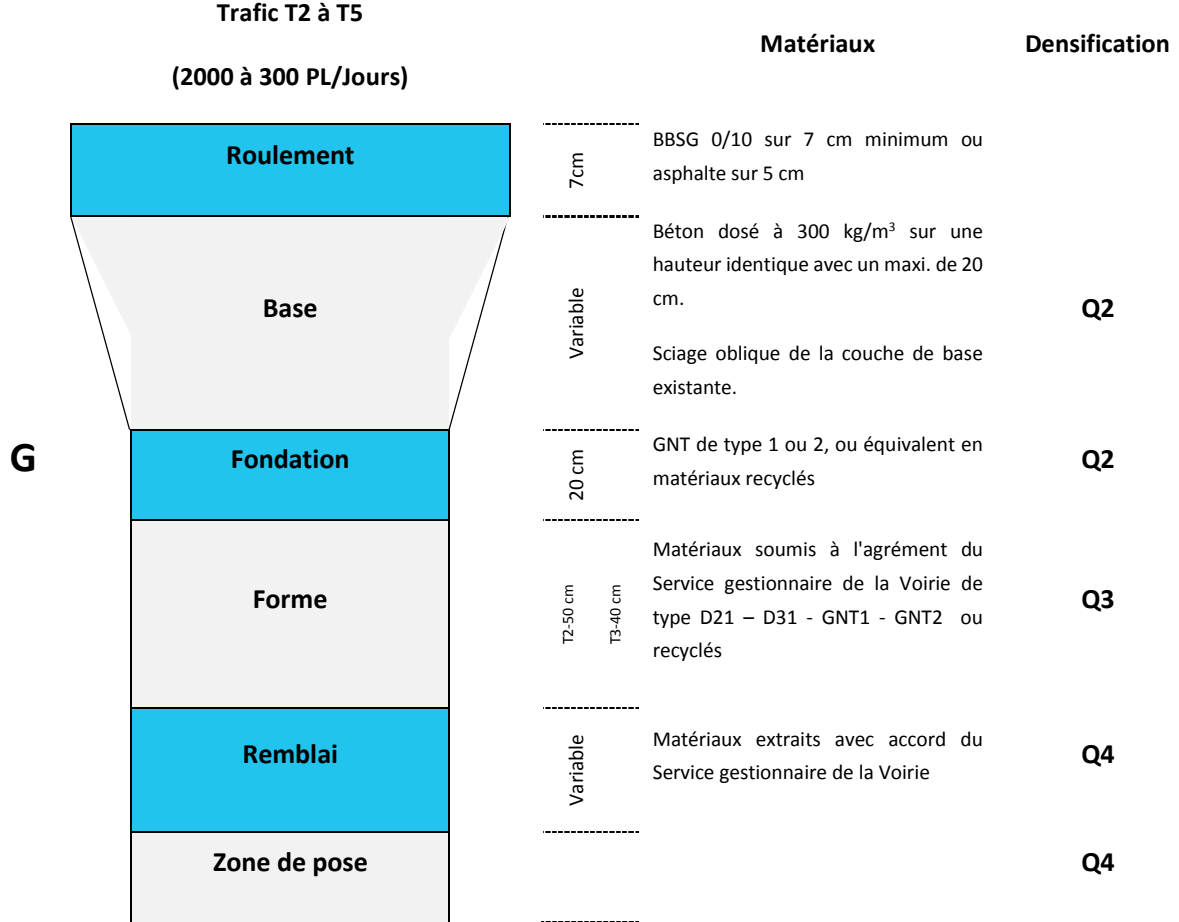 Trafic T2 à T5
(2000 à 300 PL/Jours)
Matériaux
Densification
Roulement
7cm
BBSG 0/10 sur 7 cm minimum ou
asphalte sur 5 cm
Base
Variable
Béton dosé à 300 kg/m³ sur une
hauteur identique avec un maxi. de 20
cm.
Sciage oblique de la couche de base
existante.
Q2
G
Fondation
20 cm
GNT de type 1 ou 2, ou équivalent en
matériaux recyclés
Q2
Forme
T2-50 cm
T3-40 cm
Matériaux soumis à l'agrément du
Service gestionnaire de la Voirie de
type D21 – D31 - GNT1 - GNT2 ou
recyclés
Q3
Remblai
Variable
Matériaux extraits avec accord du
Service gestionnaire de la Voirie
Q4
Zone de pose
Q4